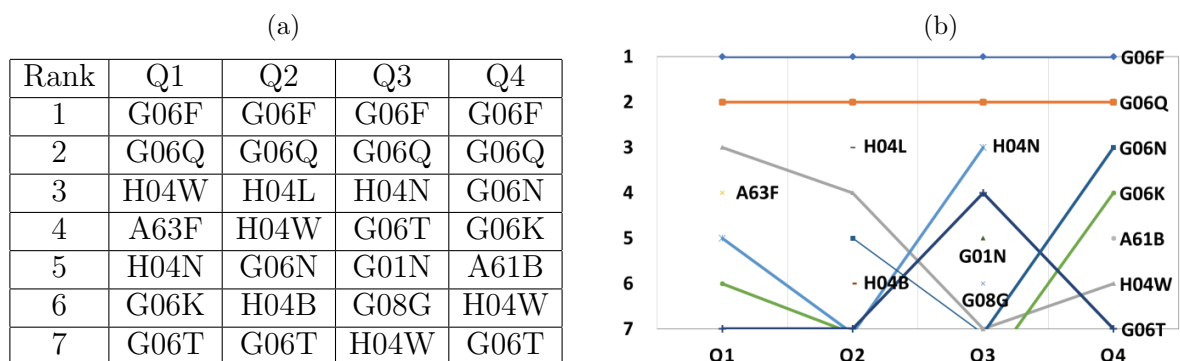 (a)
Rank Q1 Q2 Q3 Q4
1 G06F G06F G06F G06F
2 G06Q G06Q G06Q G06Q
3 H04W H04L H04N G06N
4 A63F H04W G06T G06K
5 H04N G06N G01N A61B
6 G06K H04B G08G H04W
7 G06T G06T H04W G06T
(b)
1 G06F
2 G06Q
3 H04L H04N G06N
4 A63F G06K
5 G01N A61B
6 H04B G08G H04W
7 G06T
Q1 Q2 Q3 Q4